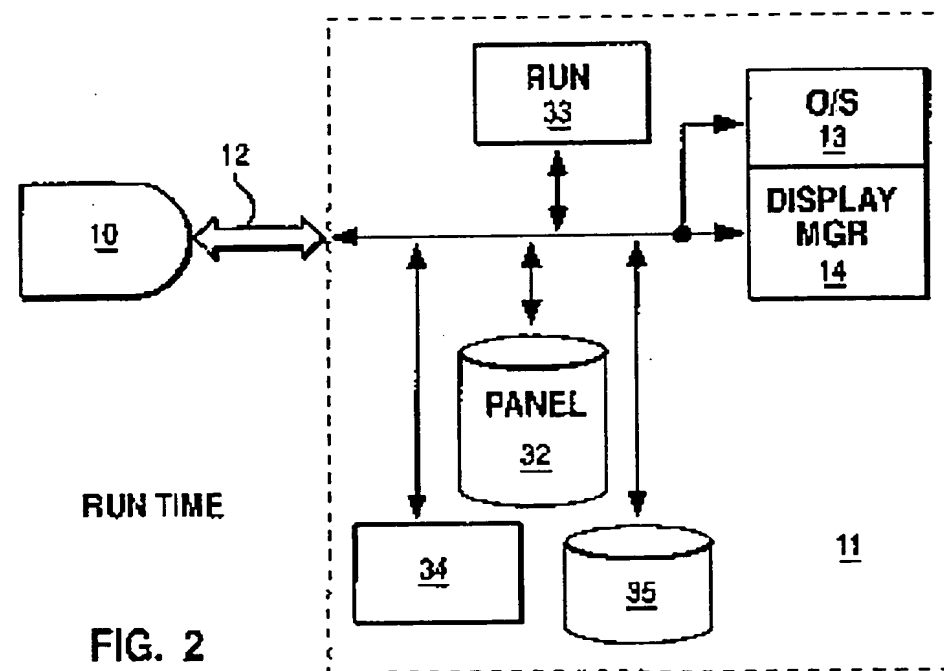 RUN
33
O/S
13
12
10
DISPLAY
MGR
14
PANEL
32
RUN TIME
34
35
11
FIG. 2